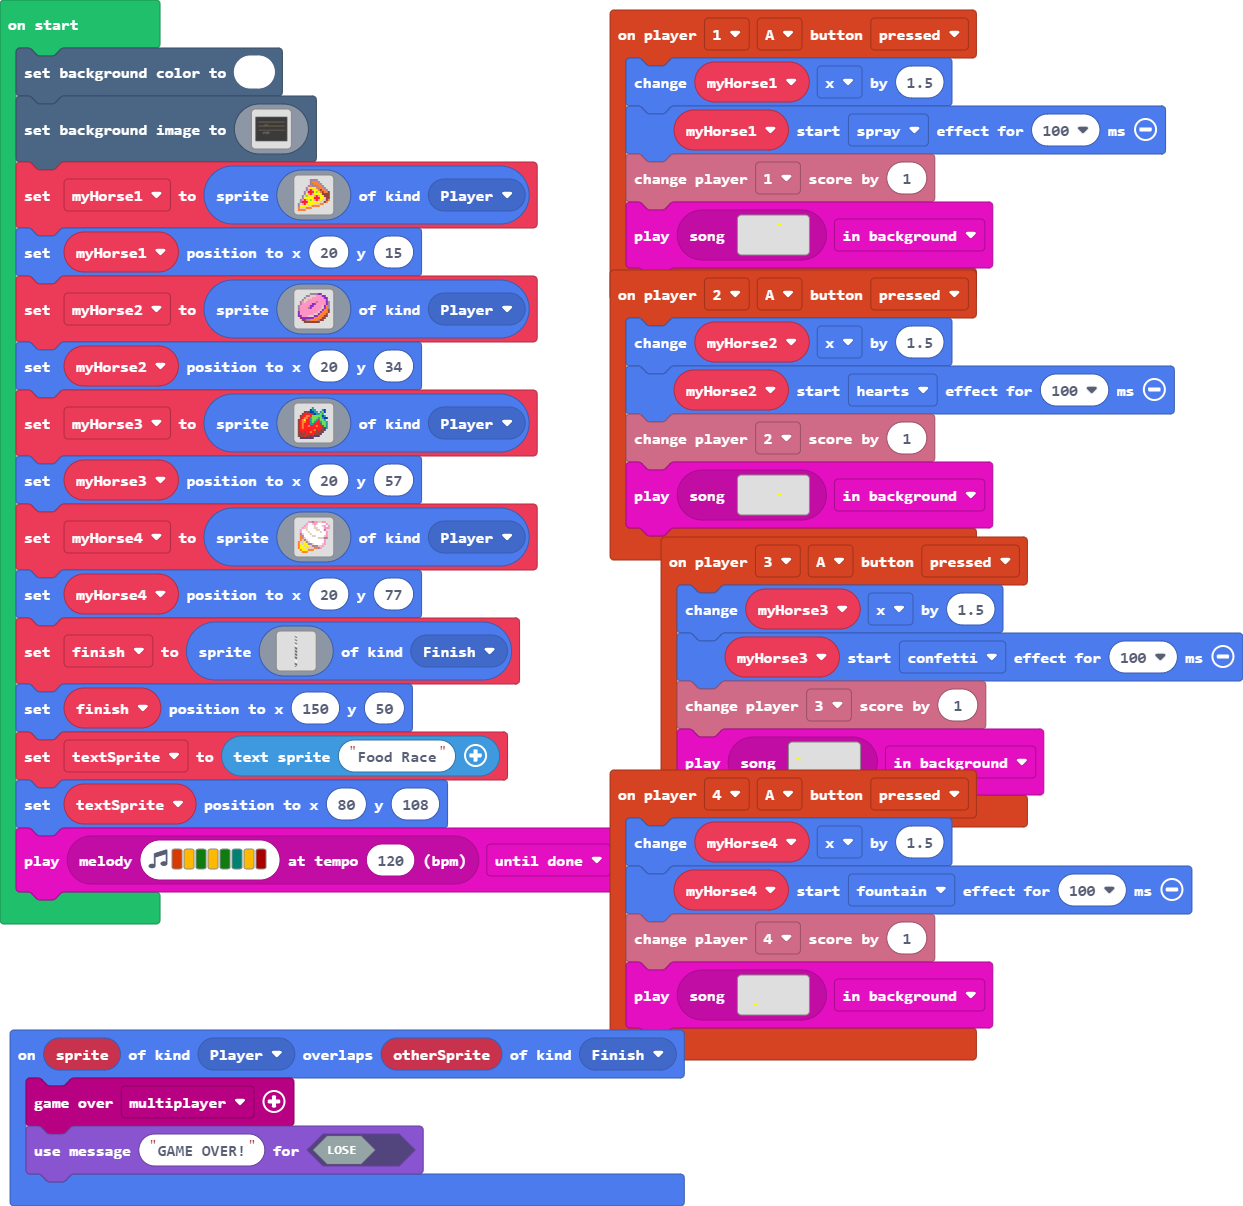 on start
set background color to
set background image to
set myHorse1 to sprite of kind Player
set myHorse1 position to x 20 y 15
set myHorse2 to sprite of kind Player
set myHorse2 position to x 20 y 34
set myHorse3 to sprite of kind Player
set myHorse3 position to x 20 y 57
set myHorse4 to sprite of kind Player
set myHorse4 position to x 20 y 77
set finish to sprite of kind Finish
set finish position to x 150 y 50
set textSprite to text sprite "Food Race"
set textSprite position to x 80 y 108
play melody at tempo 120 (bpm) until done
on player 1 A button pressed
change myHorse1 x by 1.5
myHorse1 start spray effect for 100 ms
change player 1 score by 1
play song in background
on player 2 A button pressed
change myHorse2 x by 1.5
myHorse2 start hearts effect for 100 ms
change player 2 score by 1
play song in background
on player 3 A button pressed
change myHorse3 x by 1.5
myHorse3 start confetti effect for 100 ms
change player 3 score by 1
play song in background
on player 4 A button pressed
change myHorse4 x by 1.5
myHorse4 start fountain effect for 100 ms
change player 4 score by 1
play song in background
on sprite of kind Player overlaps otherSprite of kind Finish
game over multiplayer
use message "GAME OVER!" for LOSE